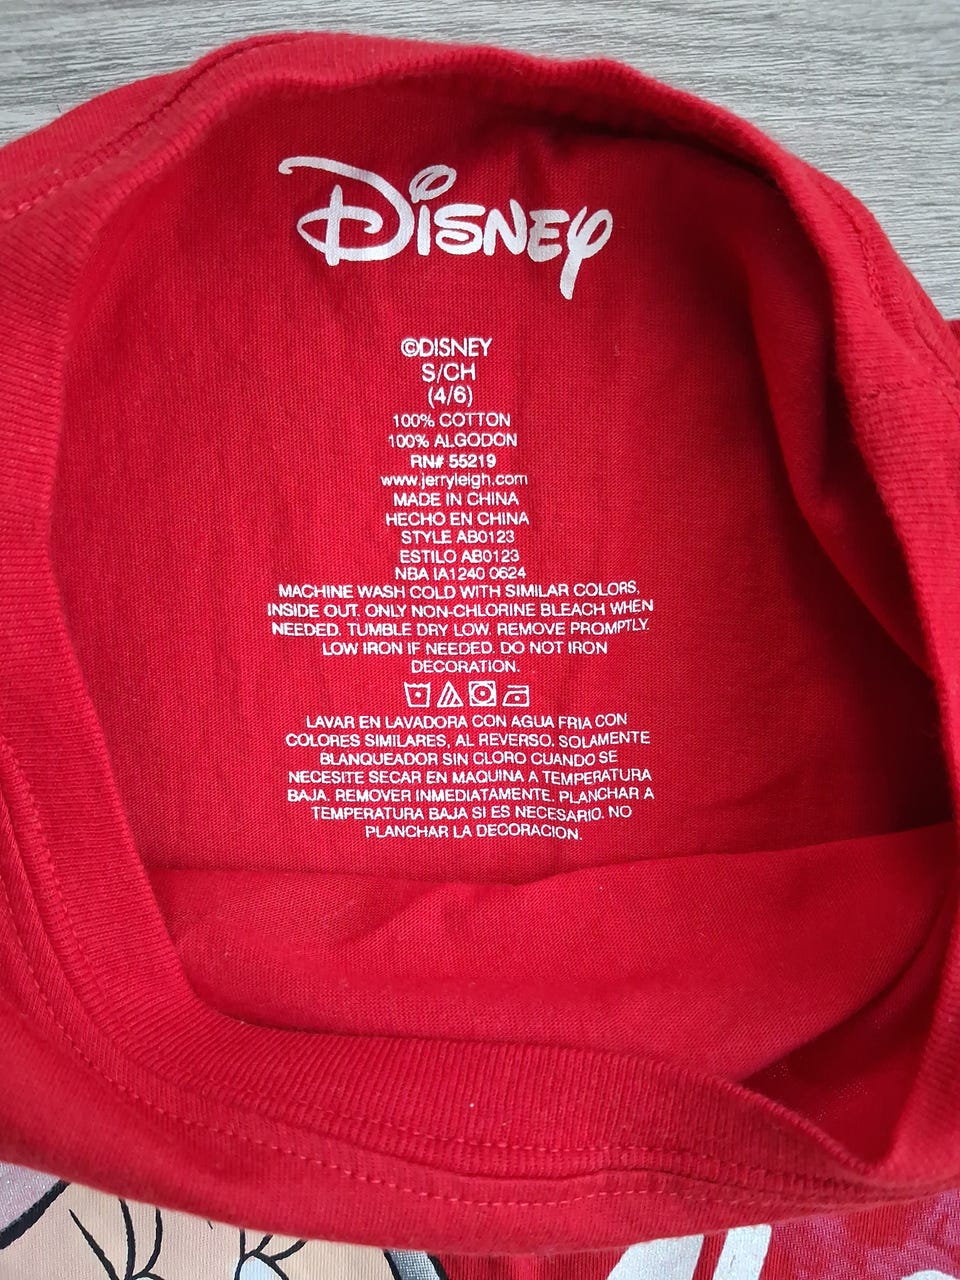 Disney
©DISNEY
S/CH
(4/6)
100% COTTON
100% ALGODON
RN# 55219
www.jerryleigh.com
MADE IN CHINA
HECHO EN CHINA
STYLE AB0123
ESTILO AB0123
NBA IA1240 0624
MACHINE WASH COLD WITH SIMILAR COLORS,
INSIDE OUT. ONLY NON-CHLORINE BLEACH WHEN
NEEDED. TUMBLE DRY LOW. REMOVE PROMPTLY.
LOW IRON IF NEEDED. DO NOT IRON
DECORATION.
LAVAR EN LAVADORA CON AGUA FRIA CON
COLORES SIMILARES, AL REVERSO. SOLAMENTE
BLANQUEADOR SIN CLORO CUANDO SE
NECESITE SECAR EN MAQUINA A TEMPERATURA
BAJA. REMOVER INMEDIATAMENTE. PLANCHAR A
TEMPERATURA BAJA SI ES NECESARIO. NO
PLANCHAR LA DECORACION.